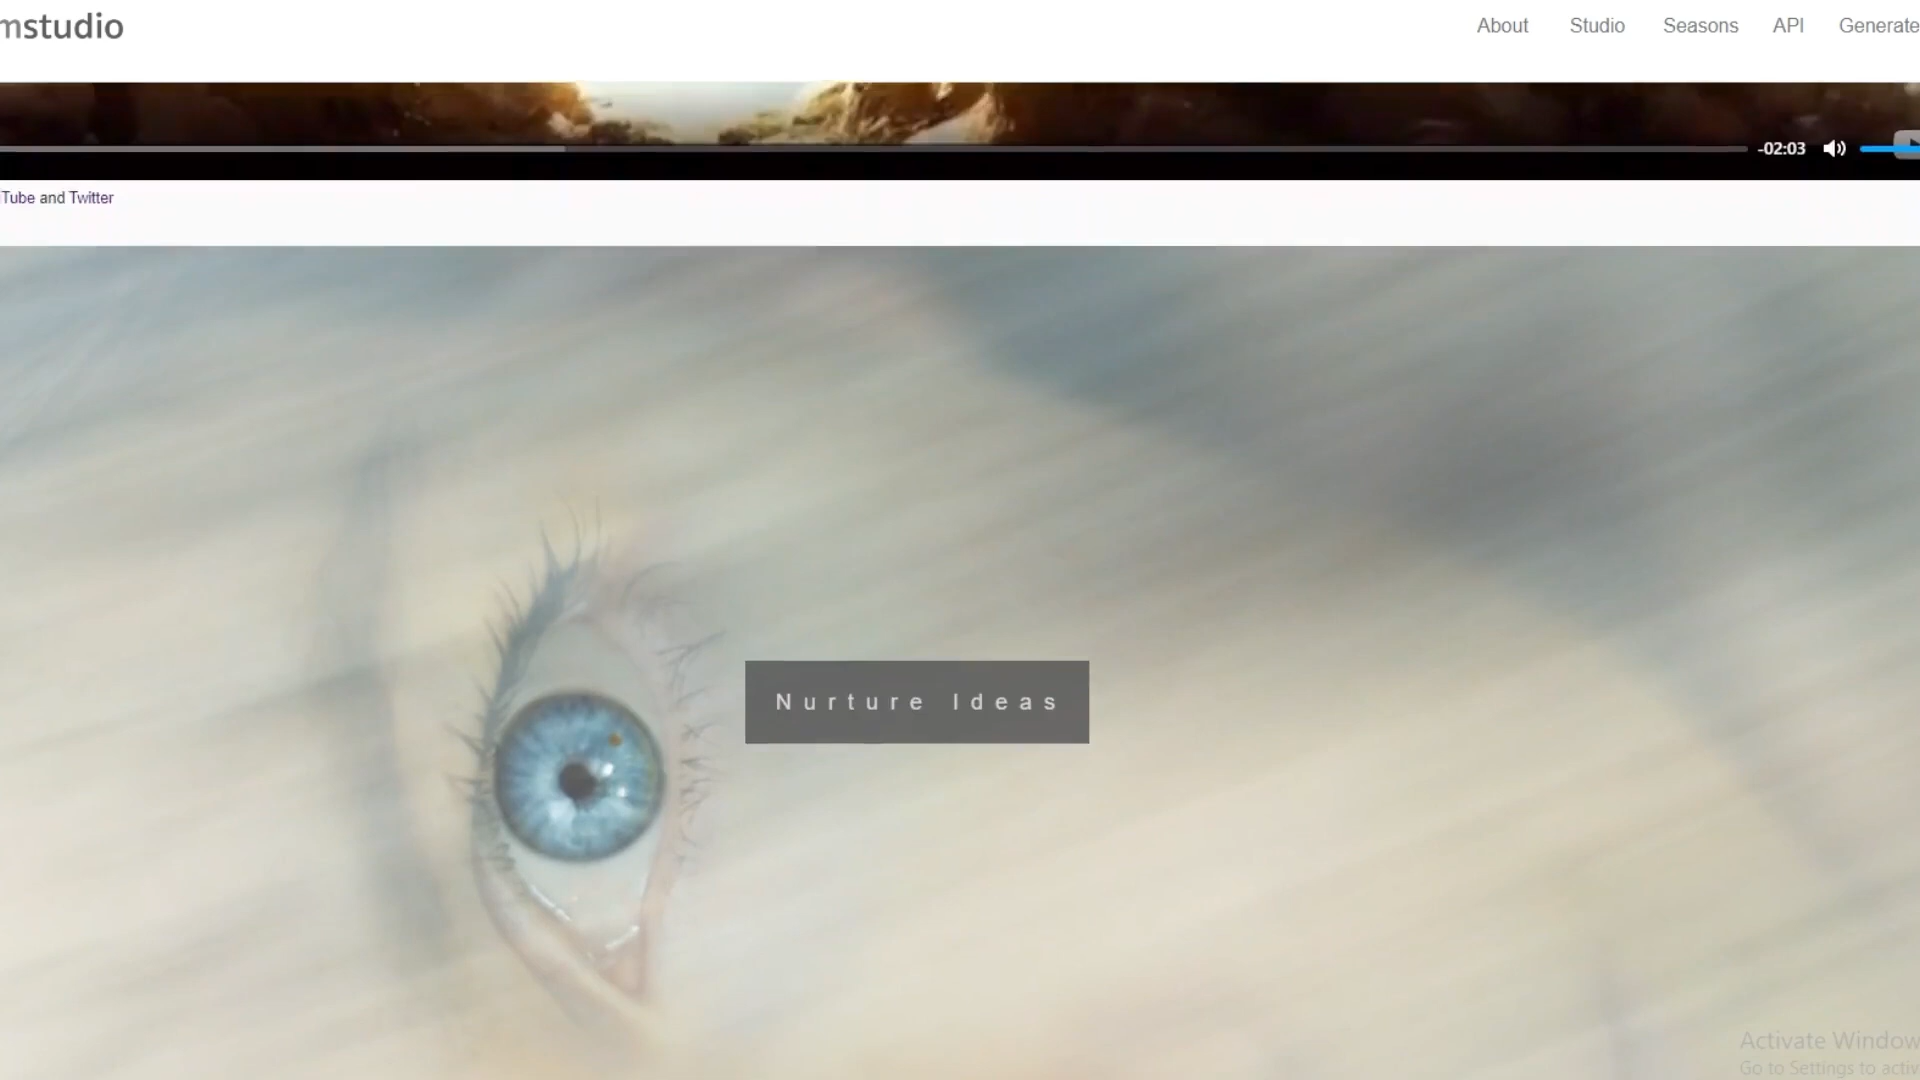 mstudio
About Studio Seasons API Generate
-02:03
Tube and Twitter
Nurture Ideas
Activate Window
Go to Settings to activ